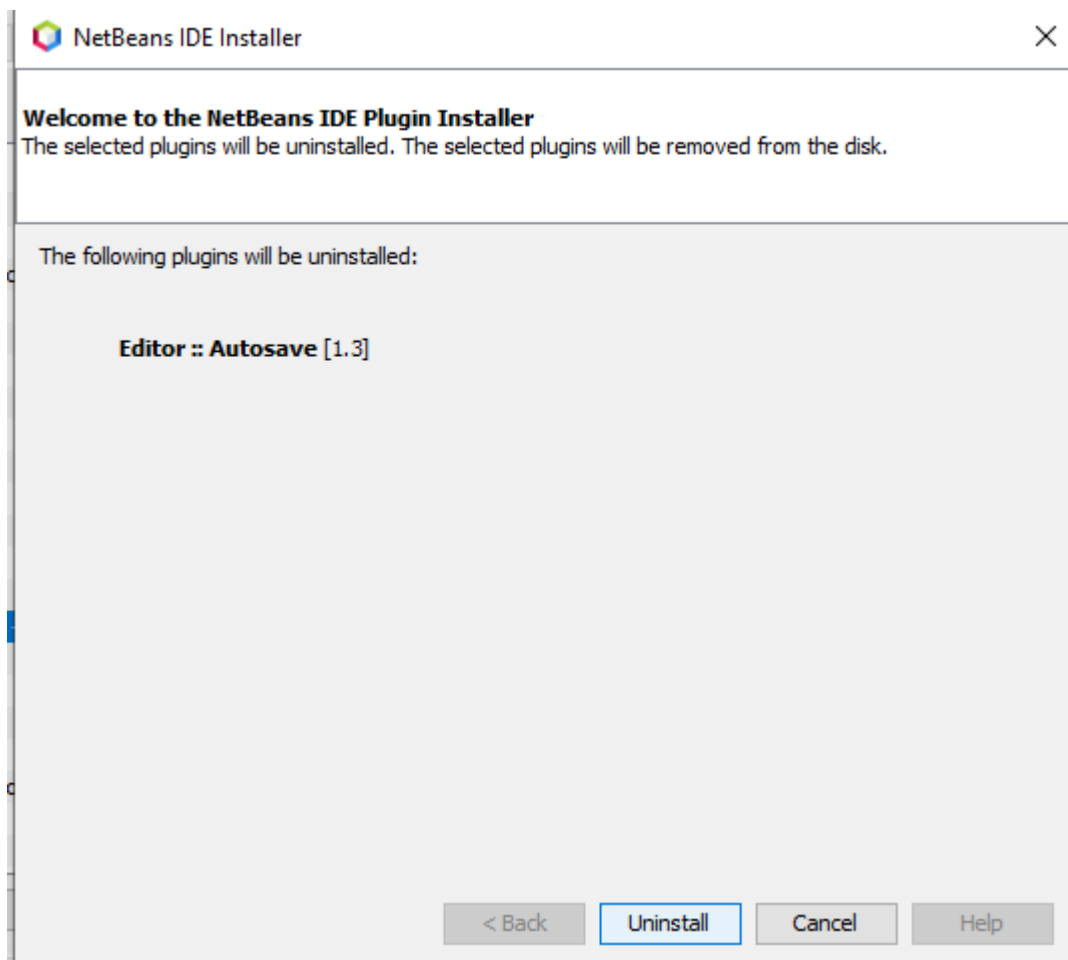 NetBeans IDE Installer
Welcome to the NetBeans IDE Plugin Installer
The selected plugins will be uninstalled. The selected plugins will be removed from the disk.
The following plugins will be uninstalled:
Editor :: Autosave [1.3]
< Back Uninstall Cancel Help